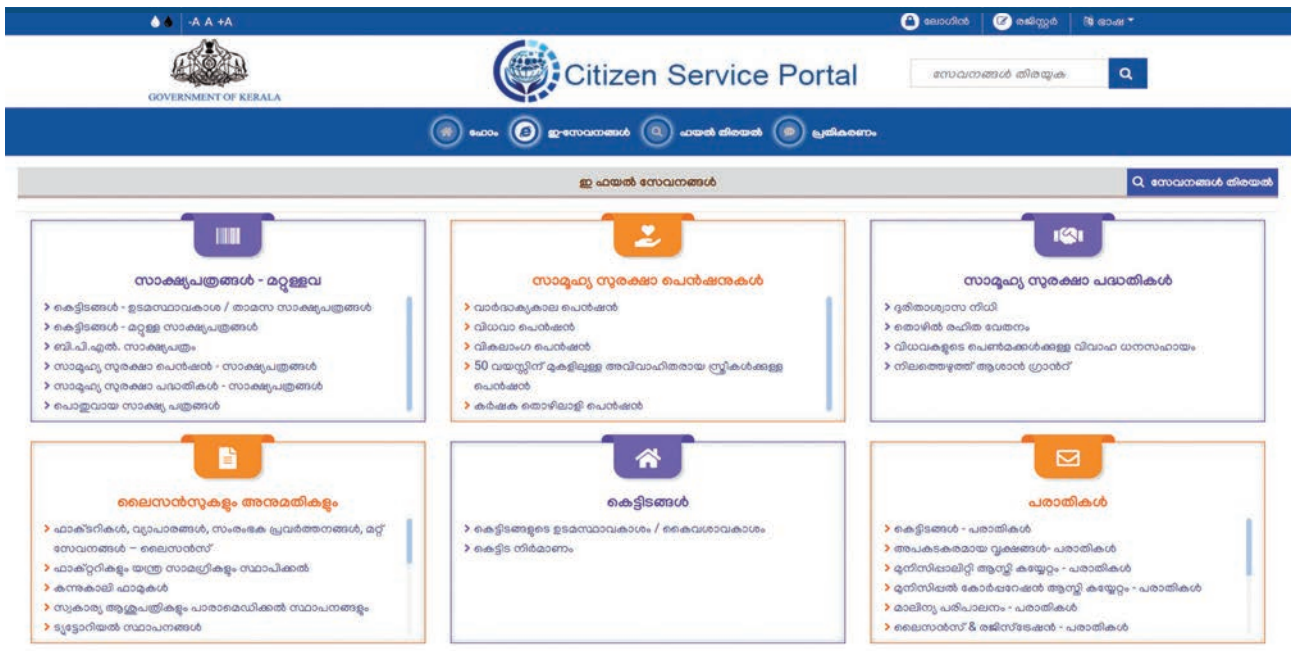 -A A +A
ലോഗിൻ
രജിസ്റ്റർ
ഭാഷ
GOVERNMENT OF KERALA
Citizen Service Portal
സേവനങ്ങൾ തിരയുക
ഹോം
ഇ-സേവനങ്ങൾ
ഫയൽ തിരയൽ
പ്രതികരണം
ഇ ഫയൽ സേവനങ്ങൾ
സേവനങ്ങൾ തിരയൽ
സാക്ഷ്യപത്രങ്ങൾ - മറ്റുള്ളവ
കെട്ടിടങ്ങൾ - ഉടമസ്ഥാവകാശ / താമസ സാക്ഷ്യപത്രങ്ങൾ
കെട്ടിടങ്ങൾ - മറ്റുള്ള സാക്ഷ്യപത്രങ്ങൾ
ബി.പി.എൽ. സാക്ഷ്യപത്രം
സാമൂഹ്യ സുരക്ഷാ പെൻഷൻ - സാക്ഷ്യപത്രങ്ങൾ
സാമൂഹ്യ സുരക്ഷാ പദ്ധതികൾ - സാക്ഷ്യപത്രങ്ങൾ
പൊതുവായ സാക്ഷ്യ പത്രങ്ങൾ
സാമൂഹ്യ സുരക്ഷാ പെൻഷനുകൾ
വാർദ്ധക്യകാല പെൻഷൻ
വിധവാ പെൻഷൻ
വികലാംഗ പെൻഷൻ
50 വയസ്സിന് മുകളിലുള്ള അവിവാഹിതരായ സ്ത്രീകൾക്കുള്ള
പെൻഷൻ
കർഷക തൊഴിലാളി പെൻഷൻ
സാമൂഹ്യ സുരക്ഷാ പദ്ധതികൾ
ദുരിതാശ്വാസ നിധി
തൊഴിൽ രഹിത വേതനം
വിധവകളുടെ പെൺമക്കൾക്കുള്ള വിവാഹ ധനസഹായം
നിലത്തെഴുത്ത് ആശാൻ ഗ്രാൻറ്
ലൈസൻസുകളും അനുമതികളും
ഫാക്ടറികൾ, വ്യാപാരങ്ങൾ, സംരംഭക പ്രവർത്തനങ്ങൾ, മറ്റ്
സേവനങ്ങൾ – ലൈസൻസ്
ഫാക്റ്ററികളും യന്ത്ര സാമഗ്രികളും സ്ഥാപിക്കൽ
കന്നുകാലി ഫാമുകൾ
സ്വകാര്യ ആശുപത്രികളും പാരാമെഡിക്കൽ സ്ഥാപനങ്ങളും
ട്യൂട്ടോറിയൽ സ്ഥാപനങ്ങൾ
കെട്ടിടങ്ങൾ
കെട്ടിടങ്ങളുടെ ഉടമസ്ഥാവകാശം / കൈവശാവകാശം
കെട്ടിട നിർമാണം
പരാതികൾ
കെട്ടിടങ്ങൾ - പരാതികൾ
അപകടകരമായ വൃക്ഷങ്ങൾ- പരാതികൾ
മുനിസിപ്പാലിറ്റി ആസ്തി കയ്യേറ്റം - പരാതികൾ
മുനിസിപ്പൽ കോർപ്പറേഷൻ ആസ്തി കയ്യേറ്റം - പരാതികൾ
മാലിന്യ പരിപാലനം - പരാതികൾ
ലൈസൻസ് & രജിസ്ട്രേഷൻ - പരാതികൾ